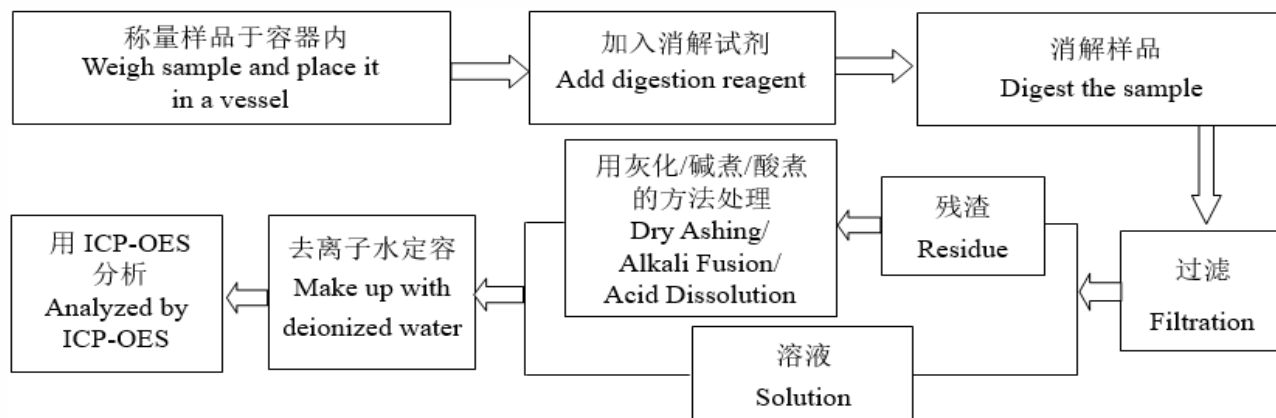 称量样品于容器内
Weigh sample and place it
in a vessel
加入消解试剂
Add digestion reagent
消解样品
Digest the sample
过滤
Filtration
残渣
Residue
用灰化/碱煮/酸煮
的方法处理
Dry Ashing/
Alkali Fusion/
Acid Dissolution
溶液
Solution
去离子水定容
Make up with
deionized water
用 ICP-OES
分析
Analyzed by
ICP-OES